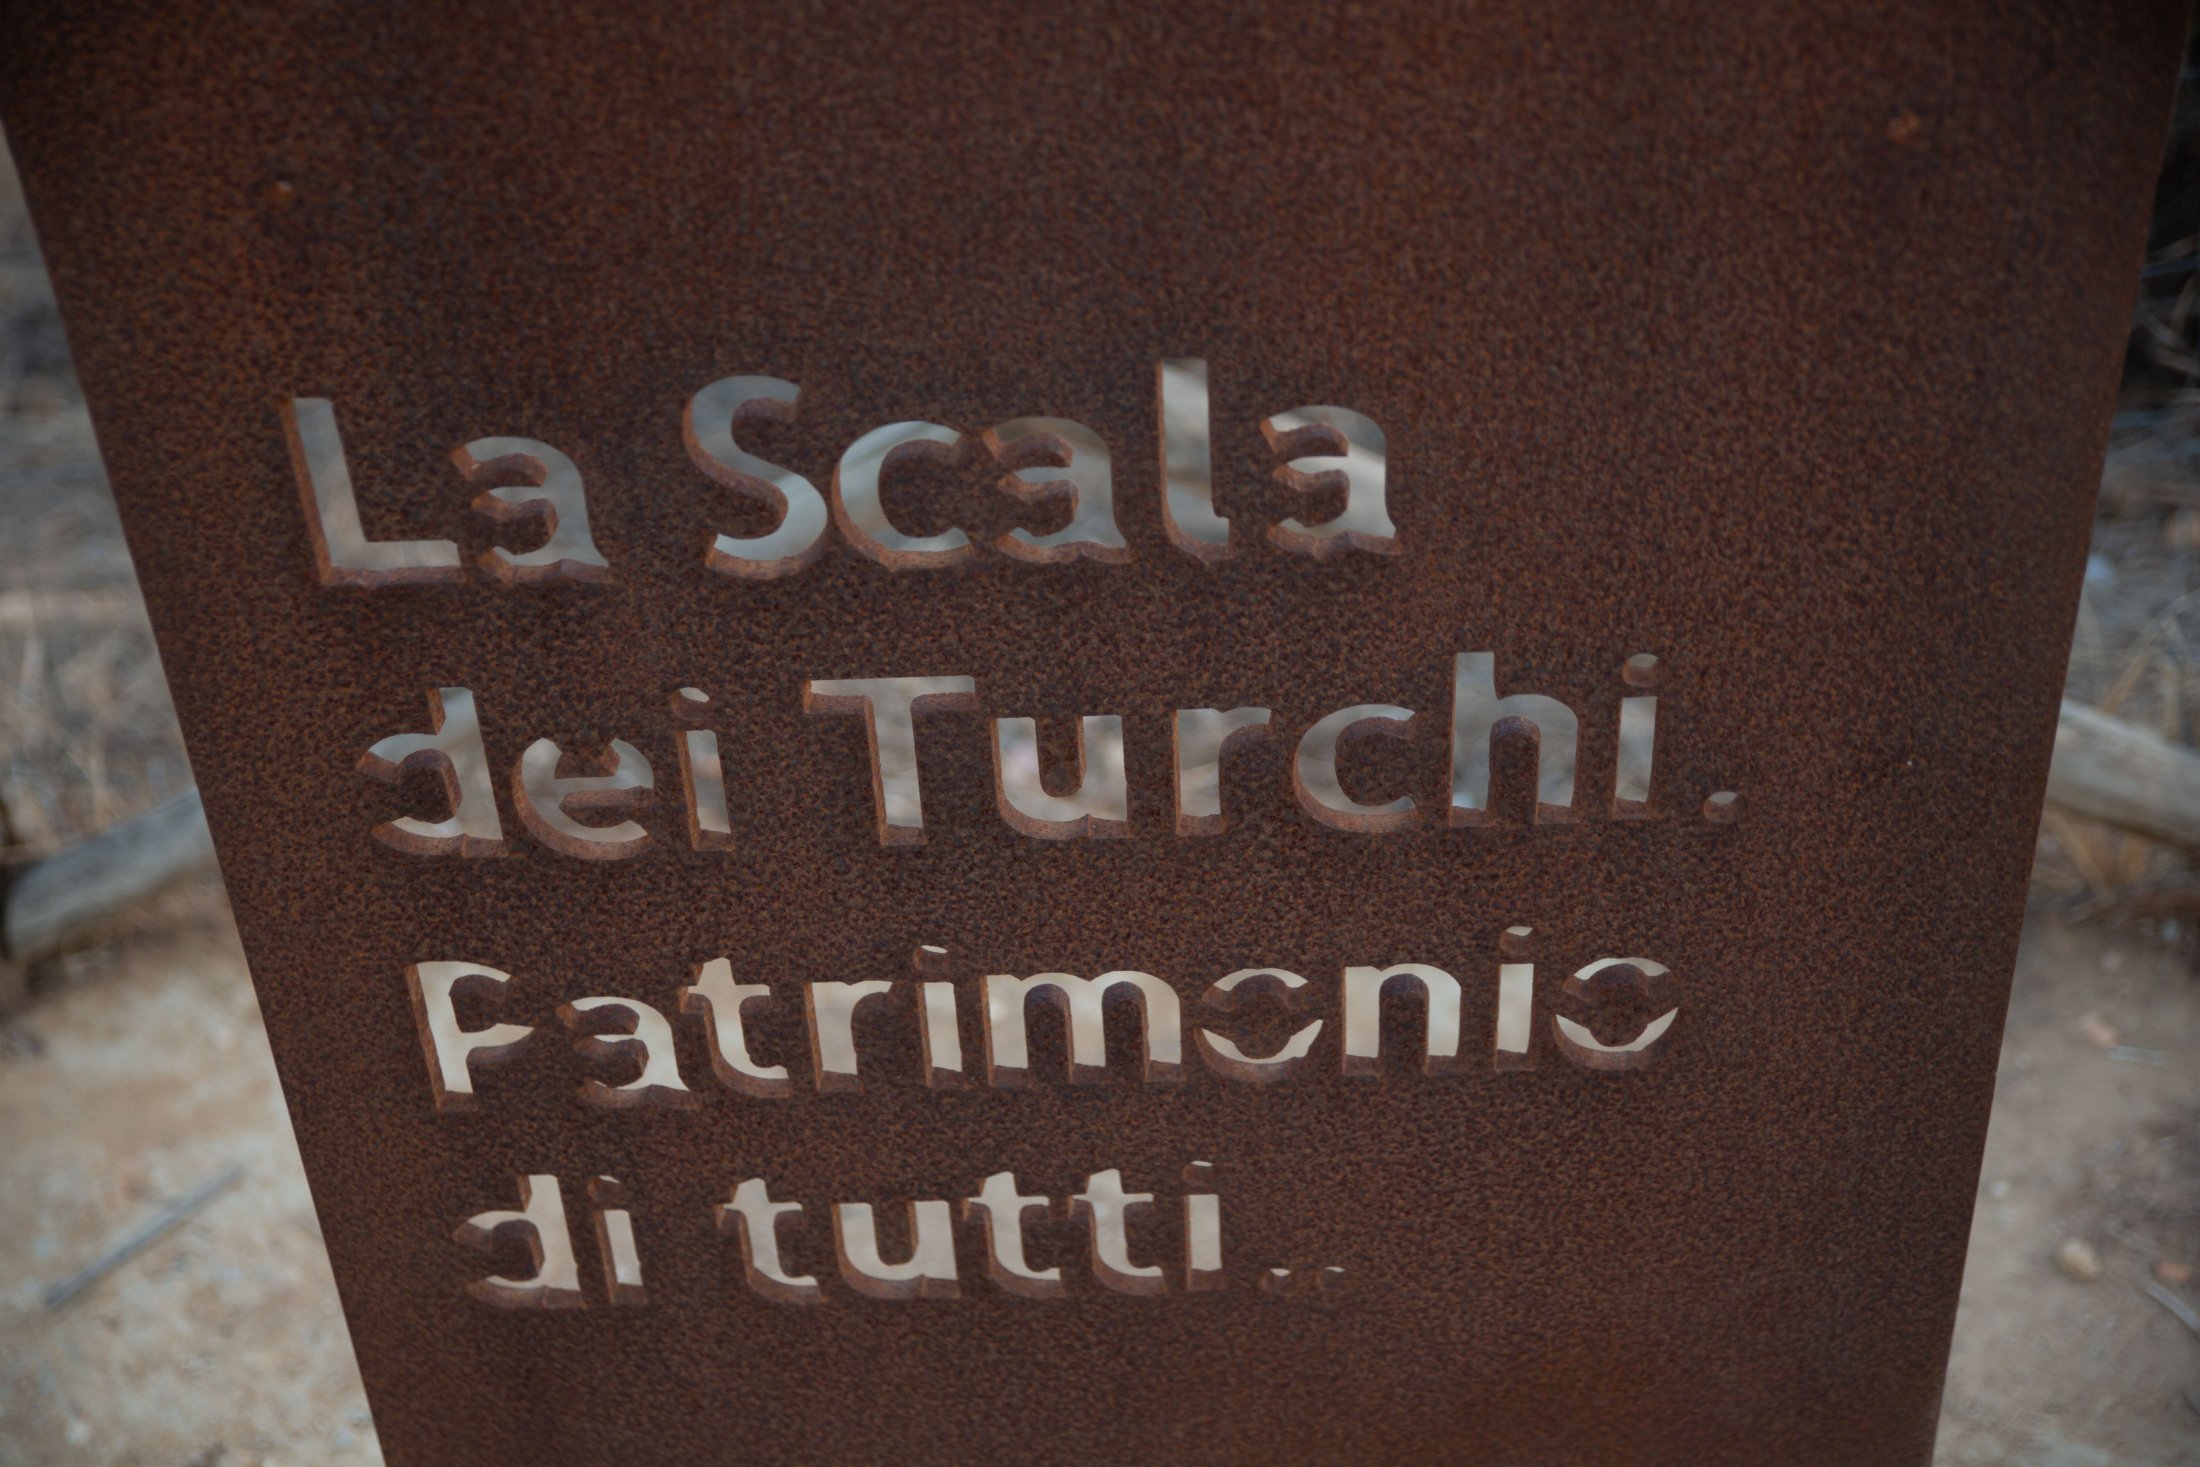 La Scala
dei Turchi.
Patrimonio
di tutti..